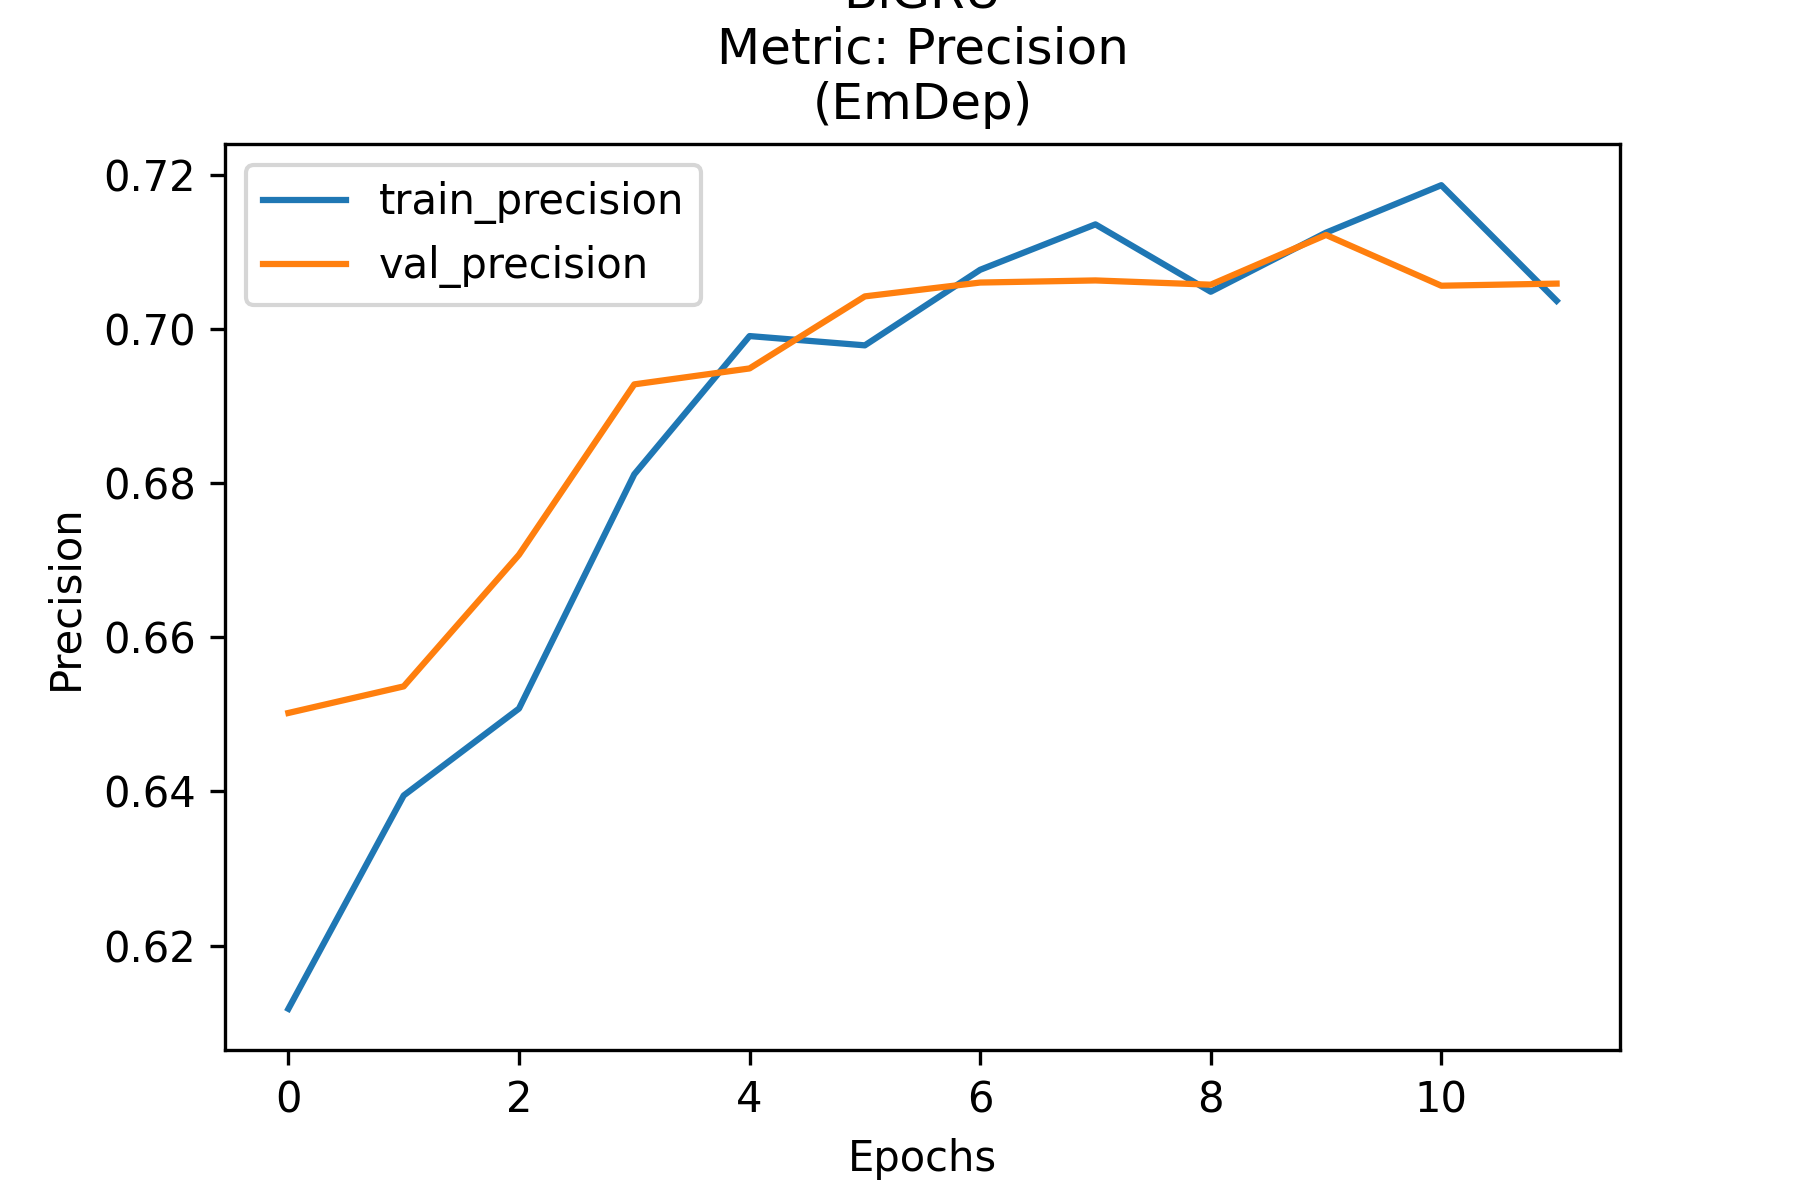 BiGRU
Metric: Precision
(EmDep)
train_precision
val_precision
Precision
0.72
0.70
0.68
0.66
0.64
0.62
0 2 4 6 8 10
Epochs